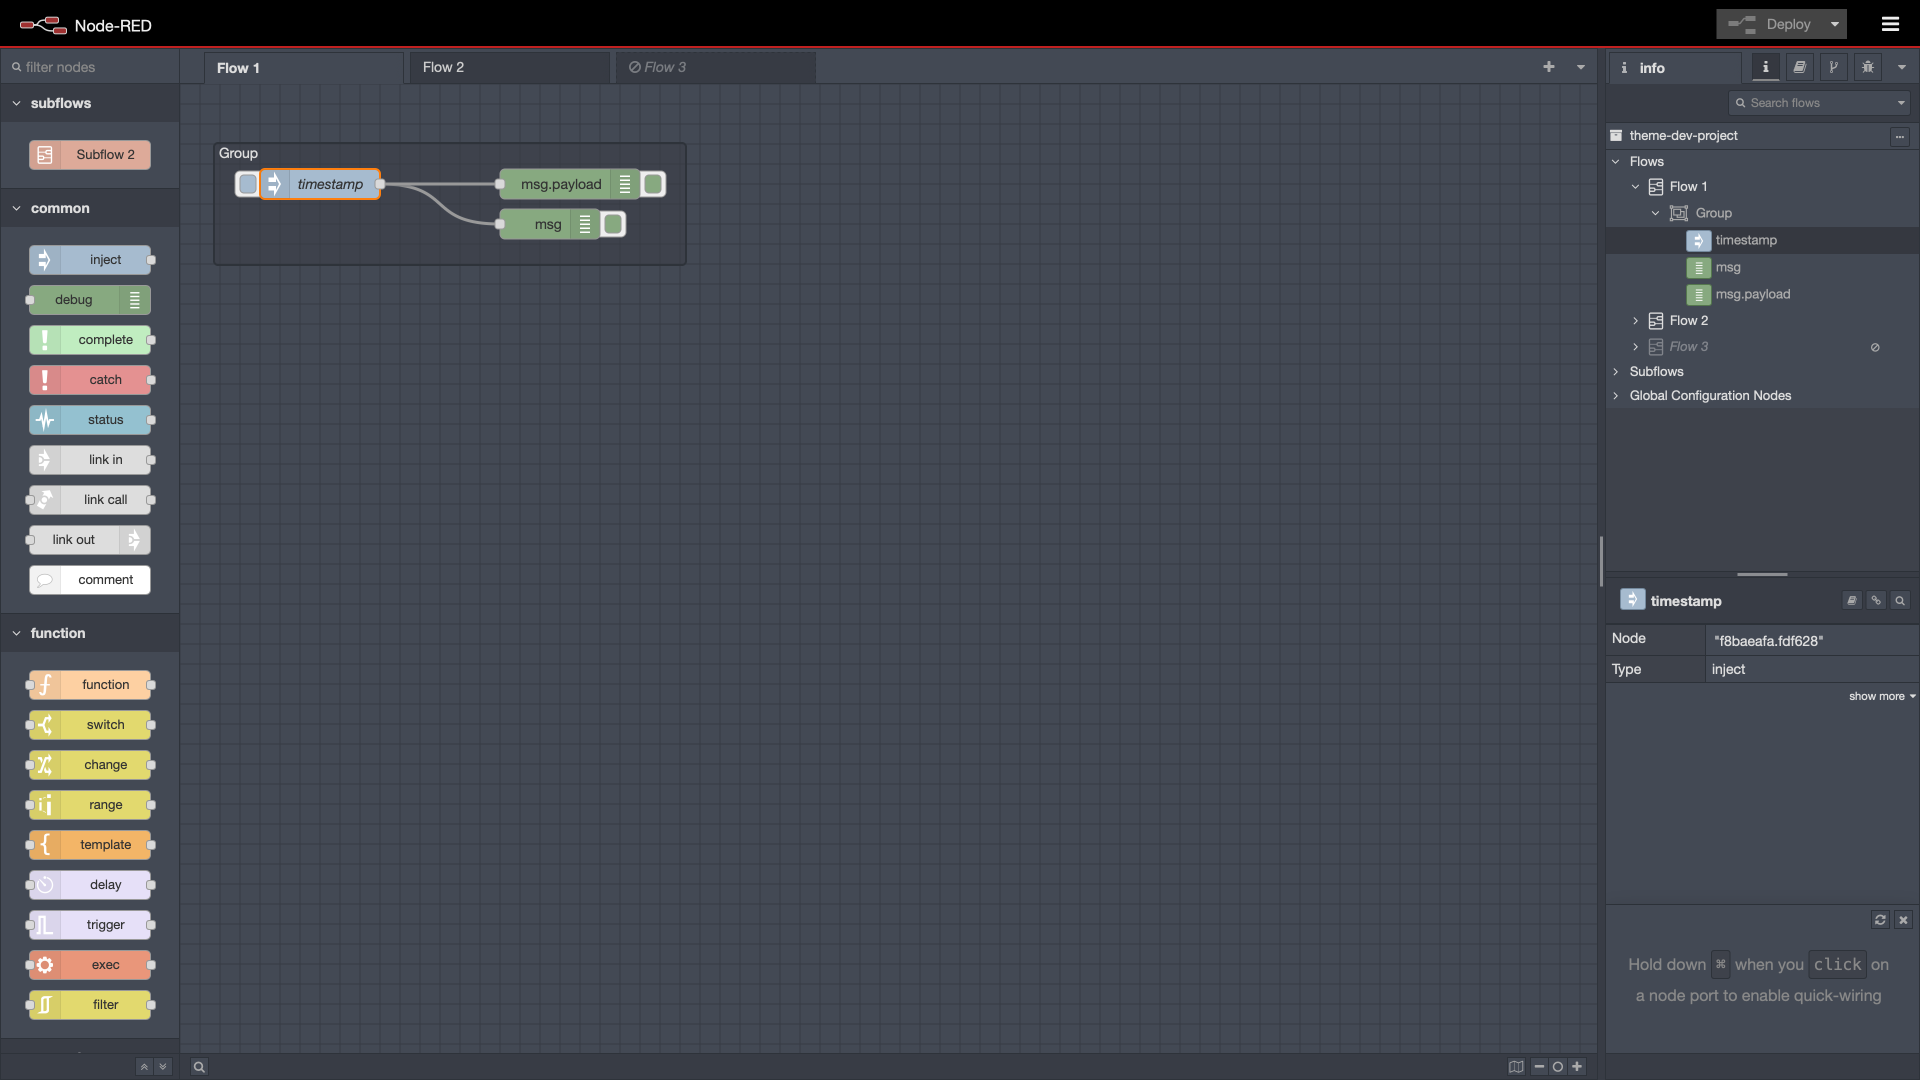 Node-RED
Deploy
filter nodes
Flow 1
Flow 2
Flow 3
info
Search flows
subflows
Subflow 2
common
inject
debug
complete
catch
status
link in
link call
link out
comment
function
function
switch
change
range
template
delay
trigger
exec
filter
Group
timestamp
msg.payload
msg
theme-dev-project
Flows
Flow 1
Group
timestamp
msg
msg.payload
Flow 2
Flow 3
Subflows
Global Configuration Nodes
timestamp
Node "f8baeafa.fdf628"
Type inject
show more
Hold down ⌘ when you click on
a node port to enable quick-wiring